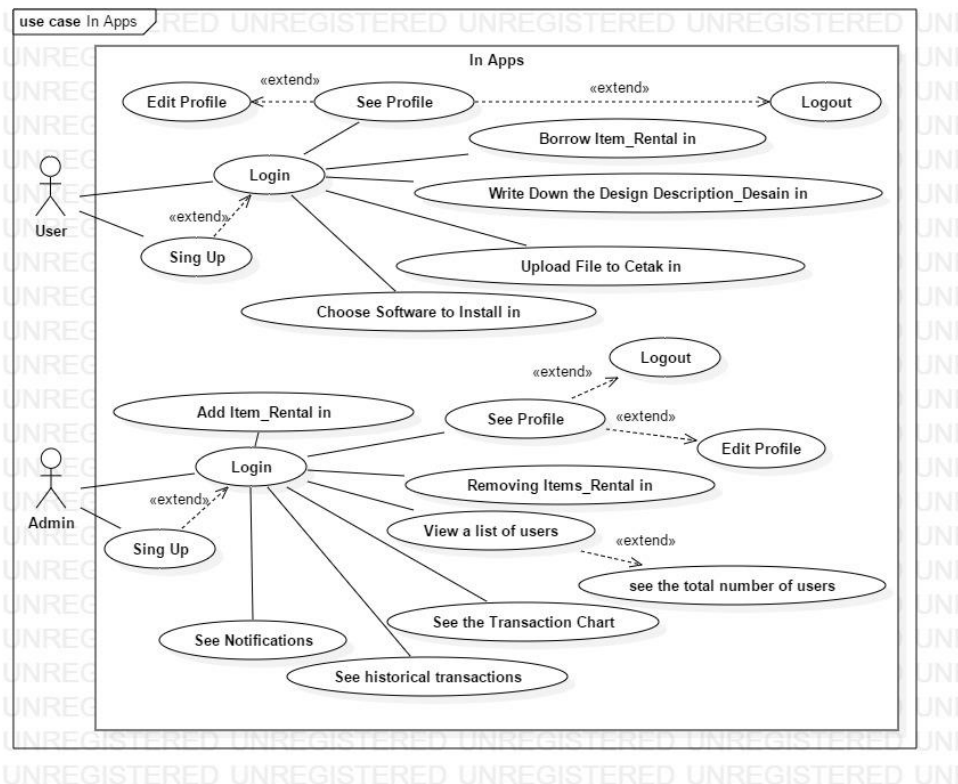 use case In Apps
In Apps
«extend»
«extend»
Edit Profile
See Profile
Logout
Borrow Item_Rental in
Login
Write Down the Design Description_Desain in
«extend»
User
Sing Up
Upload File to Cetak in
Choose Software to Install in
Logout
«extend»
Add Item_Rental in
See Profile
«extend»
Edit Profile
Login
Removing Items_Rental in
«extend»
Admin
View a list of users
«extend»
Sing Up
see the total number of users
See the Transaction Chart
See Notifications
See historical transactions
UNREGISTERED UNREGISTERED UNREGISTERED UNREGISTERED UNI